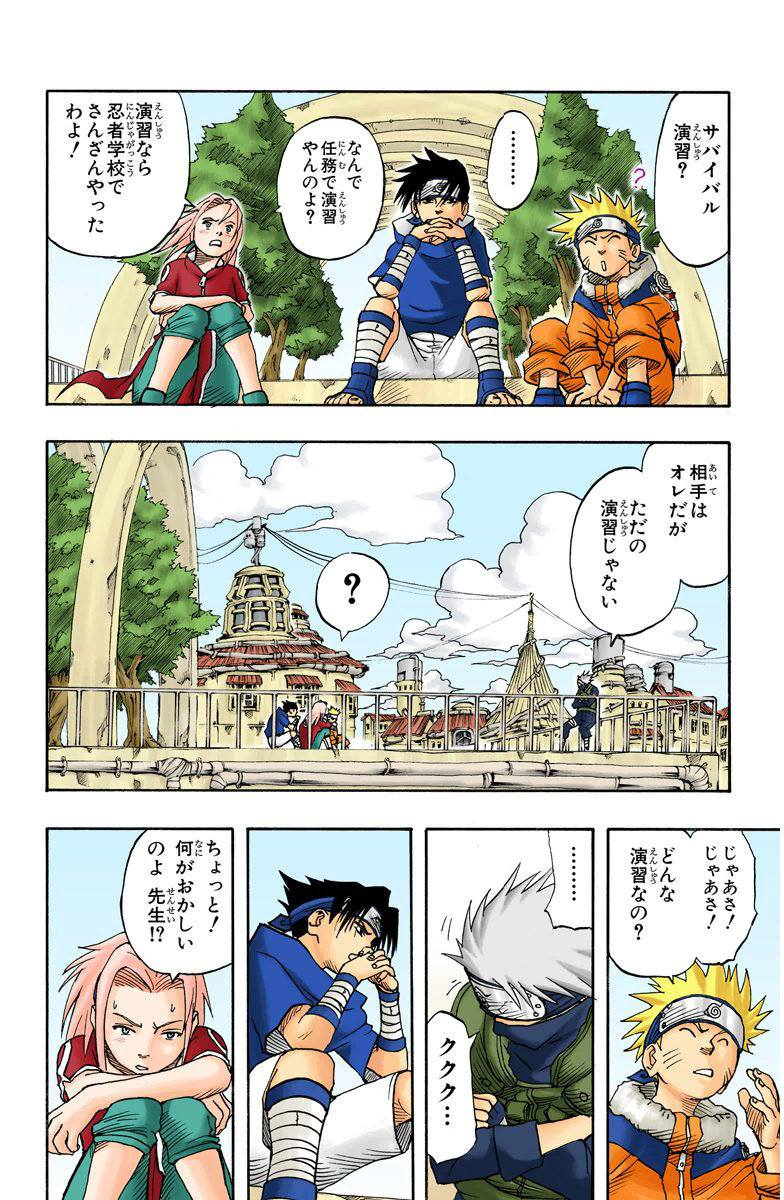 サバイバル
演習?
?
………
なんで
任務で演習
やんのよ?
演習なら
忍者学校で
さんざんやった
わよ!
相手は
オレだが
ただの
演習じゃない
?
じゃあさ!
じゃあさ!
どんな
演習なの?
………
ククク…
ちょっと!
何がおかしい
のよ 先生!?